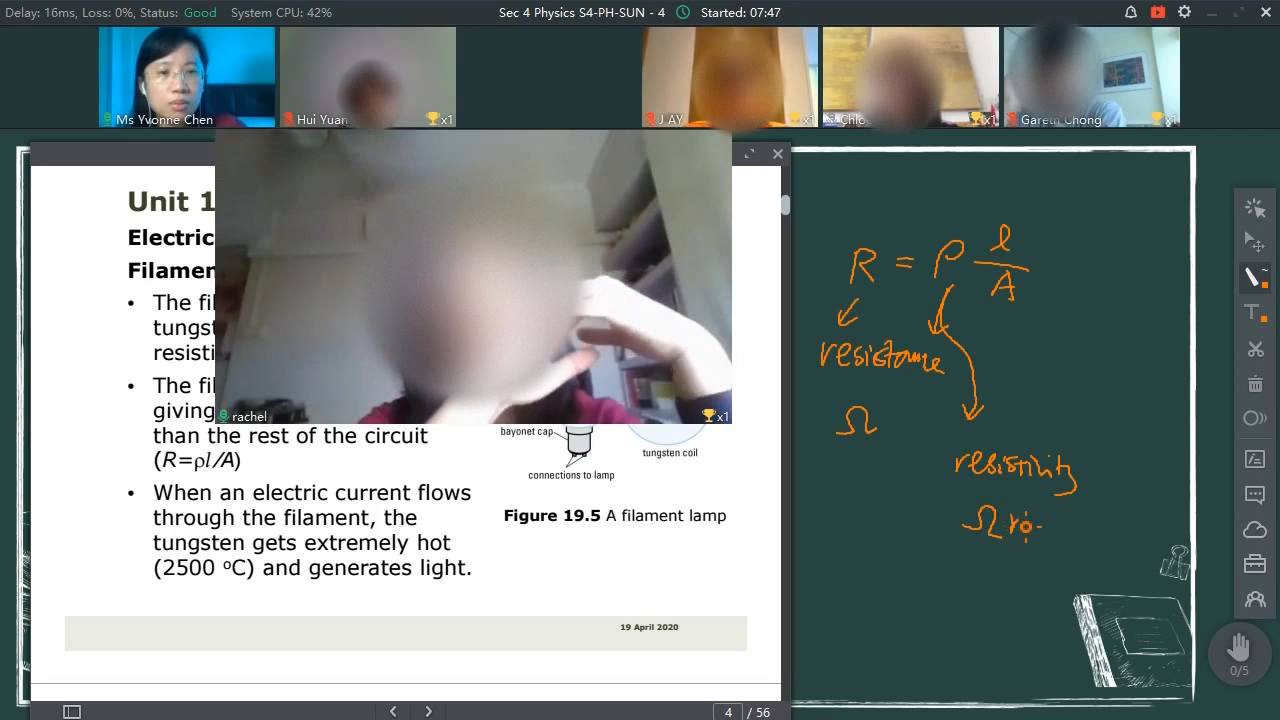 Delay: 16ms, Loss: 0%, Status: Good System CPU: 42%
Sec 4 Physics S4-PH-SUN - 4
Started: 07:47
Ms Yvonne Chen
Hui Yuan
x1
J AY
x1
Chlo
x1
Gareth Chong
x1
Unit 1
Electric
Filamen
• The fil
tungst
resisti
• The fil
giving
than the rest of the circuit
(R=ρl/A)
• When an electric current flows
through the filament, the
tungsten gets extremely hot
(2500 ºC) and generates light.
rachel
x1
bayonet cap
tungsten coil
connections to lamp
Figure 19.5 A filament lamp
19 April 2020
4 / 56
R = ρ l/A
resistance
Ω
resistivity
Ω
0/5